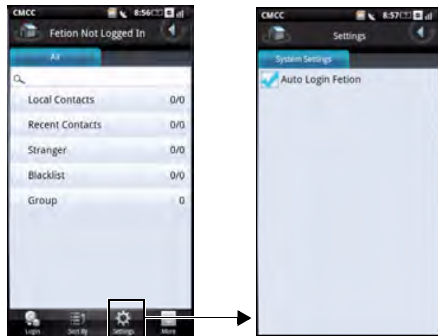 CMCC 8:56
Fetion Not Logged In
All
Local Contacts 0/0
Recent Contacts 0/0
Stranger 0/0
Blacklist 0/0
Group 0
Login Sort By Settings More
CMCC 8:57
Settings
System Settings
Auto Login Fetion